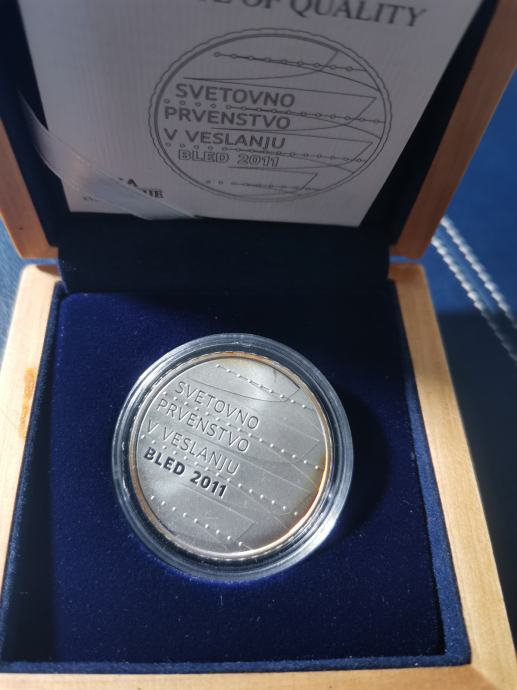 OF QUALITY
SVETOVNO
PRVENSTVO
V VESLANJU
BLED 2011
SVETOVNO
PRVENSTVO
V VESLANJU
BLED 2011